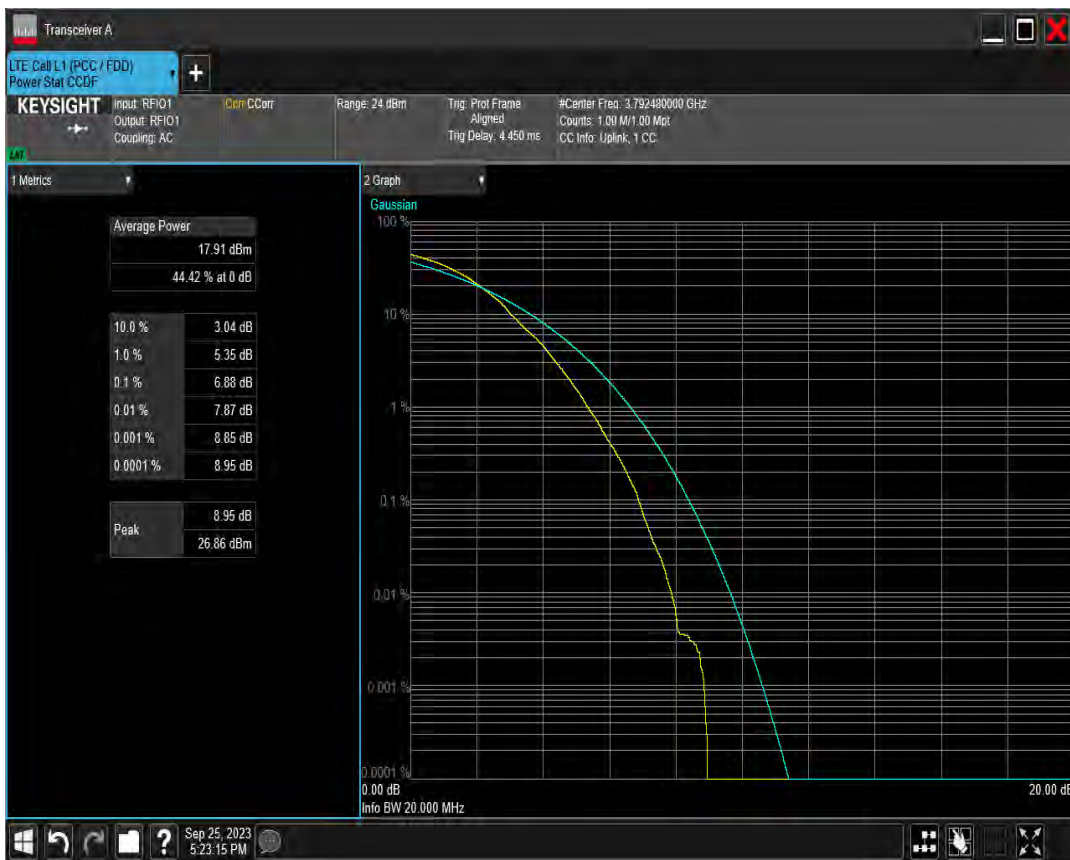 Transceiver A
LTE Cell L1 (PCC / FDD)
Power Stat CCDF
+
KEYSIGHT
Input: RFIO1
Output: RFIO1
Coupling: AC
Corr CCorr
Range: 24 dBm
Trig: Prot Frame
Aligned
Trig Delay: 4.450 ms
#Center Freq: 3.792480000 GHz
Counts: 1.00 M/1.00 Mpt
CC Info: Uplink, 1 CC
1 Metrics
Average Power
17.91 dBm
44.42 % at 0 dB
10.0 % 3.04 dB
1.0 % 5.35 dB
0.1 % 6.88 dB
0.01 % 7.87 dB
0.001 % 8.85 dB
0.0001 % 8.95 dB
Peak
8.95 dB
26.86 dBm
2 Graph
Gaussian
100 %
10 %
1 %
0.1 %
0.01 %
0.001 %
0.0001 %
0.00 dB 20.00 dB
Info BW 20.000 MHz
?
Sep 25, 2023
5:23:15 PM